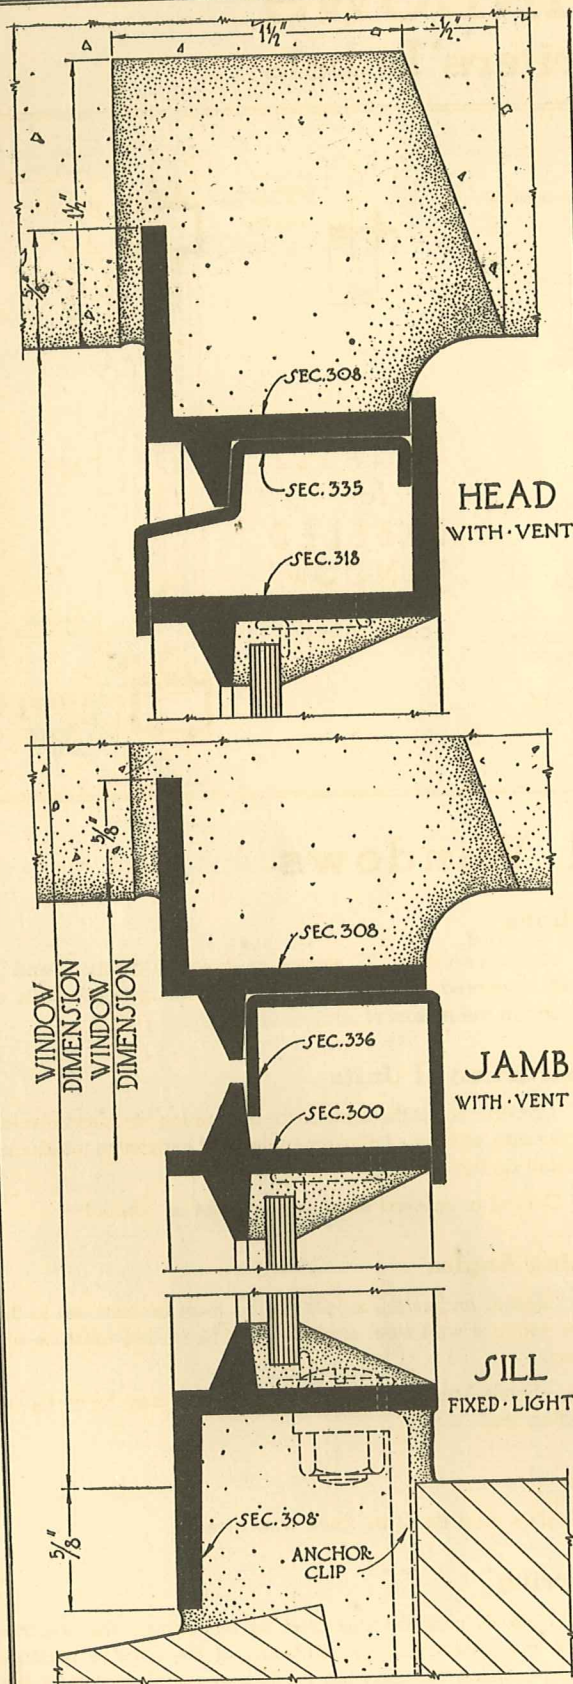 1½"
½"
1½"
5/8"
SEC.308
SEC.335
HEAD
WITH·VENT
SEC.318
5/8"
SEC.308
WINDOW
DIMENSION
WINDOW
DIMENSION
SEC.336
JAMB
WITH·VENT
SEC.300
SILL
FIXED·LIGHT
5/8"
SEC.308
ANCHOR
CLIP